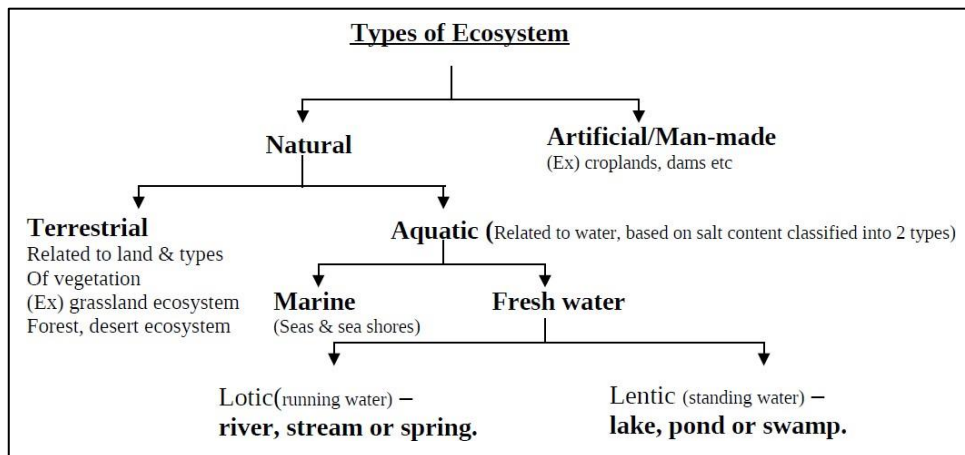 Types of Ecosystem
Natural
Artificial/Man-made
(Ex) croplands, dams etc
Terrestrial
Related to land & types
Of vegetation
(Ex) grassland ecosystem
Forest, desert ecosystem
Aquatic (Related to water, based on salt content classified into 2 types)
Marine
(Seas & sea shores)
Fresh water
Lotic(running water) –
river, stream or spring.
Lentic (standing water) –
lake, pond or swamp.